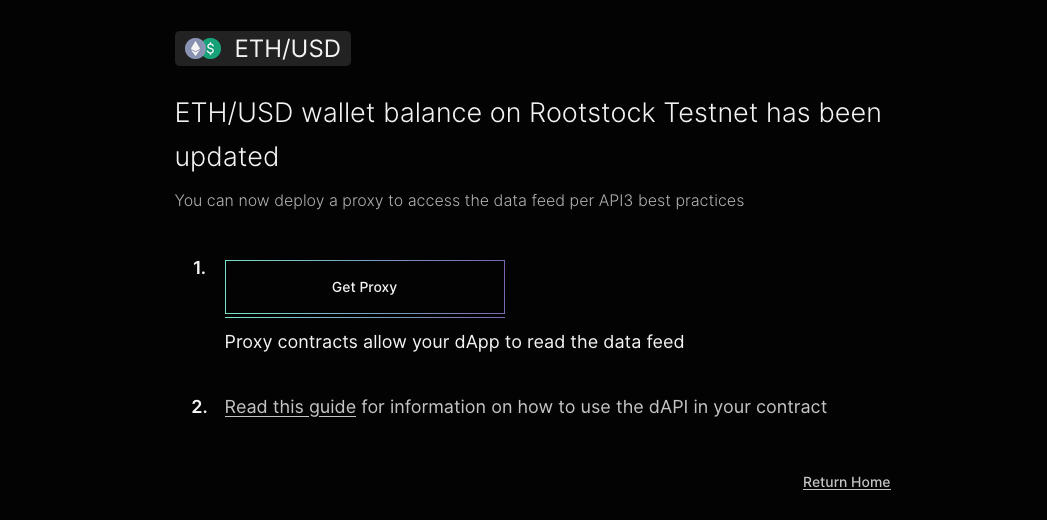 ETH/USD
ETH/USD wallet balance on Rootstock Testnet has been
updated
You can now deploy a proxy to access the data feed per API3 best practices
1.
Get Proxy
Proxy contracts allow your dApp to read the data feed
2. Read this guide for information on how to use the dAPI in your contract
Return Home